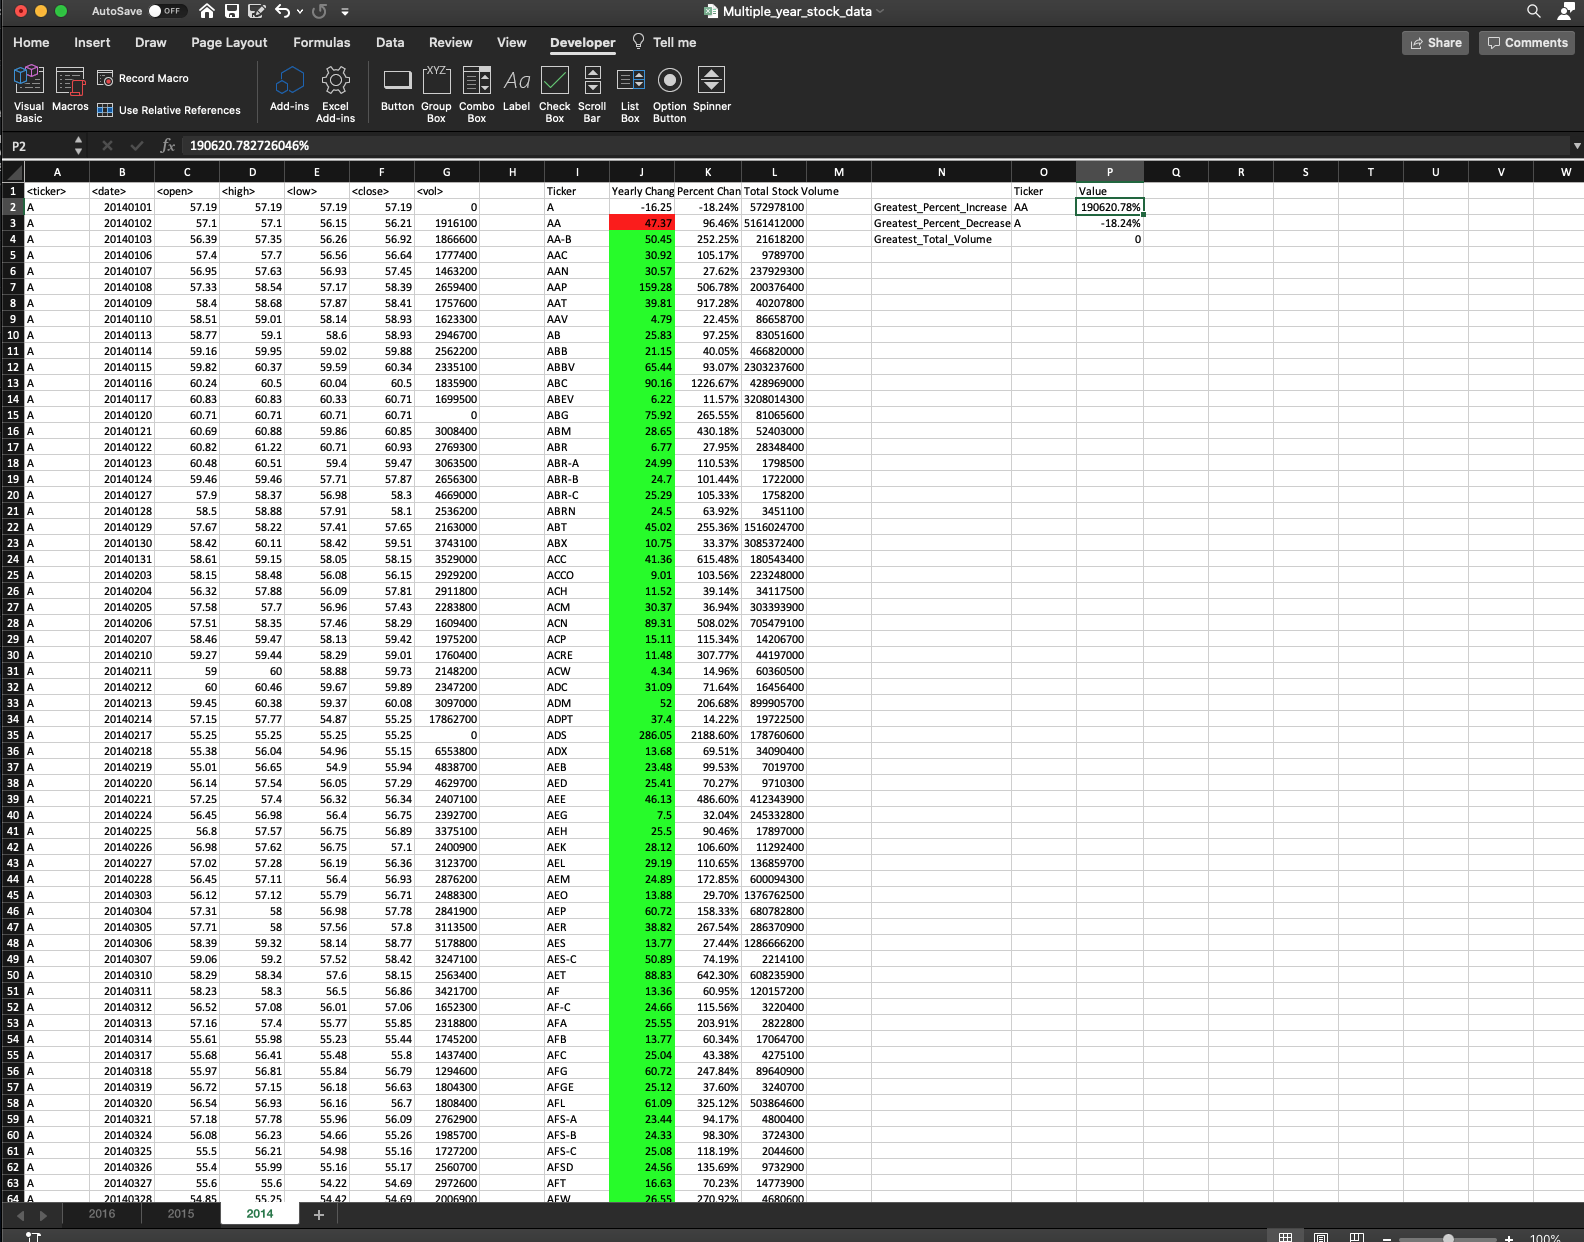 AutoSave OFF Multiple_year_stock_data
Home Insert Draw Page Layout Formulas Data Review View Developer Tell me Share Comments
Visual Basic Macros Record Macro Use Relative References Add-ins Excel Add-ins Button Group Box Combo Box Label Check Box Scroll Bar List Box Option Button Spinner
P2 fx 190620.782726046%
A B C D E F G H I J K L M N O P Q R S T U V W
1 <ticker> <date> <open> <high> <low> <close> <vol> Ticker Yearly Chang Percent Chan Total Stock Volume Ticker Value
2 A 20140101 57.19 57.19 57.19 57.19 0 A -16.25 -18.24% 572978100 Greatest_Percent_Increase AA 190620.78%
3 A 20140102 57.1 57.1 56.15 56.21 1916100 AA 47.37 96.46% 5161412000 Greatest_Percent_Decrease A -18.24%
4 A 20140103 56.39 57.35 56.26 56.92 1866600 AA-B 50.45 252.25% 21618200 Greatest_Total_Volume 0
5 A 20140106 57.4 57.7 56.56 56.64 1777400 AAC 30.92 105.17% 9789700
6 A 20140107 56.95 57.63 56.93 57.45 1463200 AAN 30.57 27.62% 237929300
7 A 20140108 57.33 58.54 57.17 58.39 2659400 AAP 159.28 506.78% 200376400
8 A 20140109 58.4 58.68 57.87 58.41 1757600 AAT 39.81 917.28% 40207800
9 A 20140110 58.51 59.01 58.14 58.93 1623300 AAV 4.79 22.45% 86658700
10 A 20140113 58.77 59.1 58.6 58.93 2946700 AB 25.83 97.25% 83051600
11 A 20140114 59.16 59.95 59.02 59.88 2562200 ABB 21.15 40.05% 466820000
12 A 20140115 59.82 60.37 59.59 60.34 2335100 ABBV 65.44 93.07% 2303237600
13 A 20140116 60.24 60.5 60.04 60.5 1835900 ABC 90.16 1226.67% 428969000
14 A 20140117 60.83 60.83 60.33 60.71 1699500 ABEV 6.22 11.57% 3208014300
15 A 20140120 60.71 60.71 60.71 60.71 0 ABG 75.92 265.55% 81065600
16 A 20140121 60.69 60.88 59.86 60.85 3008400 ABM 28.65 430.18% 52403000
17 A 20140122 60.82 61.22 60.71 60.93 2769300 ABR 6.77 27.95% 28348400
18 A 20140123 60.48 60.51 59.4 59.47 3063500 ABR-A 24.99 110.53% 1798500
19 A 20140124 59.46 59.46 57.71 57.87 2656300 ABR-B 24.7 101.44% 1722000
20 A 20140127 57.9 58.37 56.98 58.3 4669000 ABR-C 25.29 105.33% 1758200
21 A 20140128 58.5 58.88 57.91 58.1 2536200 ABRN 24.5 63.92% 3451100
22 A 20140129 57.67 58.22 57.41 57.65 2163000 ABT 45.02 255.36% 1516024700
23 A 20140130 58.42 60.11 58.42 59.51 3743100 ABX 10.75 33.37% 3085372400
24 A 20140131 58.61 59.15 58.05 58.15 3529000 ACC 41.36 615.48% 180543400
25 A 20140203 58.15 58.48 56.08 56.15 2929200 ACCO 9.01 103.56% 223248000
26 A 20140204 56.32 57.88 56.09 57.81 2911800 ACH 11.52 39.14% 34117500
27 A 20140205 57.58 57.7 56.96 57.43 2283800 ACM 30.37 36.94% 303393900
28 A 20140206 57.51 58.35 57.46 58.29 1609400 ACN 89.31 508.02% 705479100
29 A 20140207 58.46 59.47 58.13 59.42 1975200 ACP 15.11 115.34% 14206700
30 A 20140210 59.27 59.44 58.29 59.01 1760400 ACRE 11.48 307.77% 44197000
31 A 20140211 59 60 58.88 59.73 2148200 ACW 4.34 14.96% 60360500
32 A 20140212 60 60.46 59.67 59.89 2347200 ADC 31.09 71.64% 16456400
33 A 20140213 59.45 60.38 59.37 60.08 3097000 ADM 52 206.68% 899905700
34 A 20140214 57.15 57.77 54.87 55.25 17862700 ADPT 37.4 14.22% 19722500
35 A 20140217 55.25 55.25 55.25 55.25 0 ADS 286.05 2188.60% 178760600
36 A 20140218 55.38 56.04 54.96 55.15 6553800 ADX 13.68 69.51% 34090400
37 A 20140219 55.01 56.65 54.9 55.94 4838700 AEB 23.48 99.53% 7019700
38 A 20140220 56.14 57.54 56.05 57.29 4629700 AED 25.41 70.27% 9710300
39 A 20140221 57.25 57.4 56.32 56.34 2407100 AEE 46.13 486.60% 412343900
40 A 20140224 56.45 56.98 56.4 56.75 2392700 AEG 7.5 32.04% 245332800
41 A 20140225 56.8 57.57 56.75 56.89 3375100 AEH 25.5 90.46% 17897000
42 A 20140226 56.98 57.62 56.75 57.1 2400900 AEK 28.12 106.60% 11292400
43 A 20140227 57.02 57.28 56.19 56.36 3123700 AEL 29.19 110.65% 136859700
44 A 20140228 56.45 57.11 56.4 56.93 2876200 AEM 24.89 172.85% 600094300
45 A 20140303 56.12 57.12 55.79 56.71 2488300 AEO 13.88 29.70% 1376762500
46 A 20140304 57.31 58 56.98 57.78 2841900 AEP 60.72 158.33% 680782800
47 A 20140305 57.71 58 57.56 57.8 3113500 AER 38.82 267.54% 286370900
48 A 20140306 58.39 59.32 58.14 58.77 5178800 AES 13.77 27.44% 1286666200
49 A 20140307 59.06 59.2 57.52 58.42 3247100 AES-C 50.89 74.19% 2214100
50 A 20140310 58.29 58.34 57.6 58.15 2563400 AET 88.83 642.30% 608235900
51 A 20140311 58.23 58.3 56.5 56.86 3421700 AF 13.36 60.95% 120157200
52 A 20140312 56.52 57.08 56.01 57.06 1652300 AF-C 24.66 115.56% 3220400
53 A 20140313 57.16 57.4 55.77 55.85 2318800 AFA 25.55 203.91% 2822800
54 A 20140314 55.61 55.98 55.23 55.44 1745200 AFB 13.77 60.34% 17064700
55 A 20140317 55.68 56.41 55.48 55.8 1437400 AFC 25.04 43.38% 4275100
56 A 20140318 55.97 56.81 55.84 56.79 1294600 AFG 60.72 247.84% 89640900
57 A 20140319 56.72 57.15 56.18 56.63 1804300 AFGE 25.12 37.60% 3240700
58 A 20140320 56.54 56.93 56.16 56.7 1808400 AFL 61.09 325.12% 503864600
59 A 20140321 57.18 57.78 55.96 56.09 2762900 AFS-A 23.44 94.17% 4800400
60 A 20140324 56.08 56.23 54.66 55.26 1985700 AFS-B 24.33 98.30% 3724300
61 A 20140325 55.5 56.21 54.98 55.16 1727200 AFS-C 25.08 118.19% 2044600
62 A 20140326 55.4 55.99 55.16 55.17 2560700 AFSD 24.56 135.69% 9732900
63 A 20140327 55.6 55.6 54.22 54.69 2972600 AFT 16.63 70.23% 14773900
64 A 20140328 54.85 55.25 54.42 54.69 2006900 AFW 26.55 270.92% 4680600
2016 2015 2014 +
100%